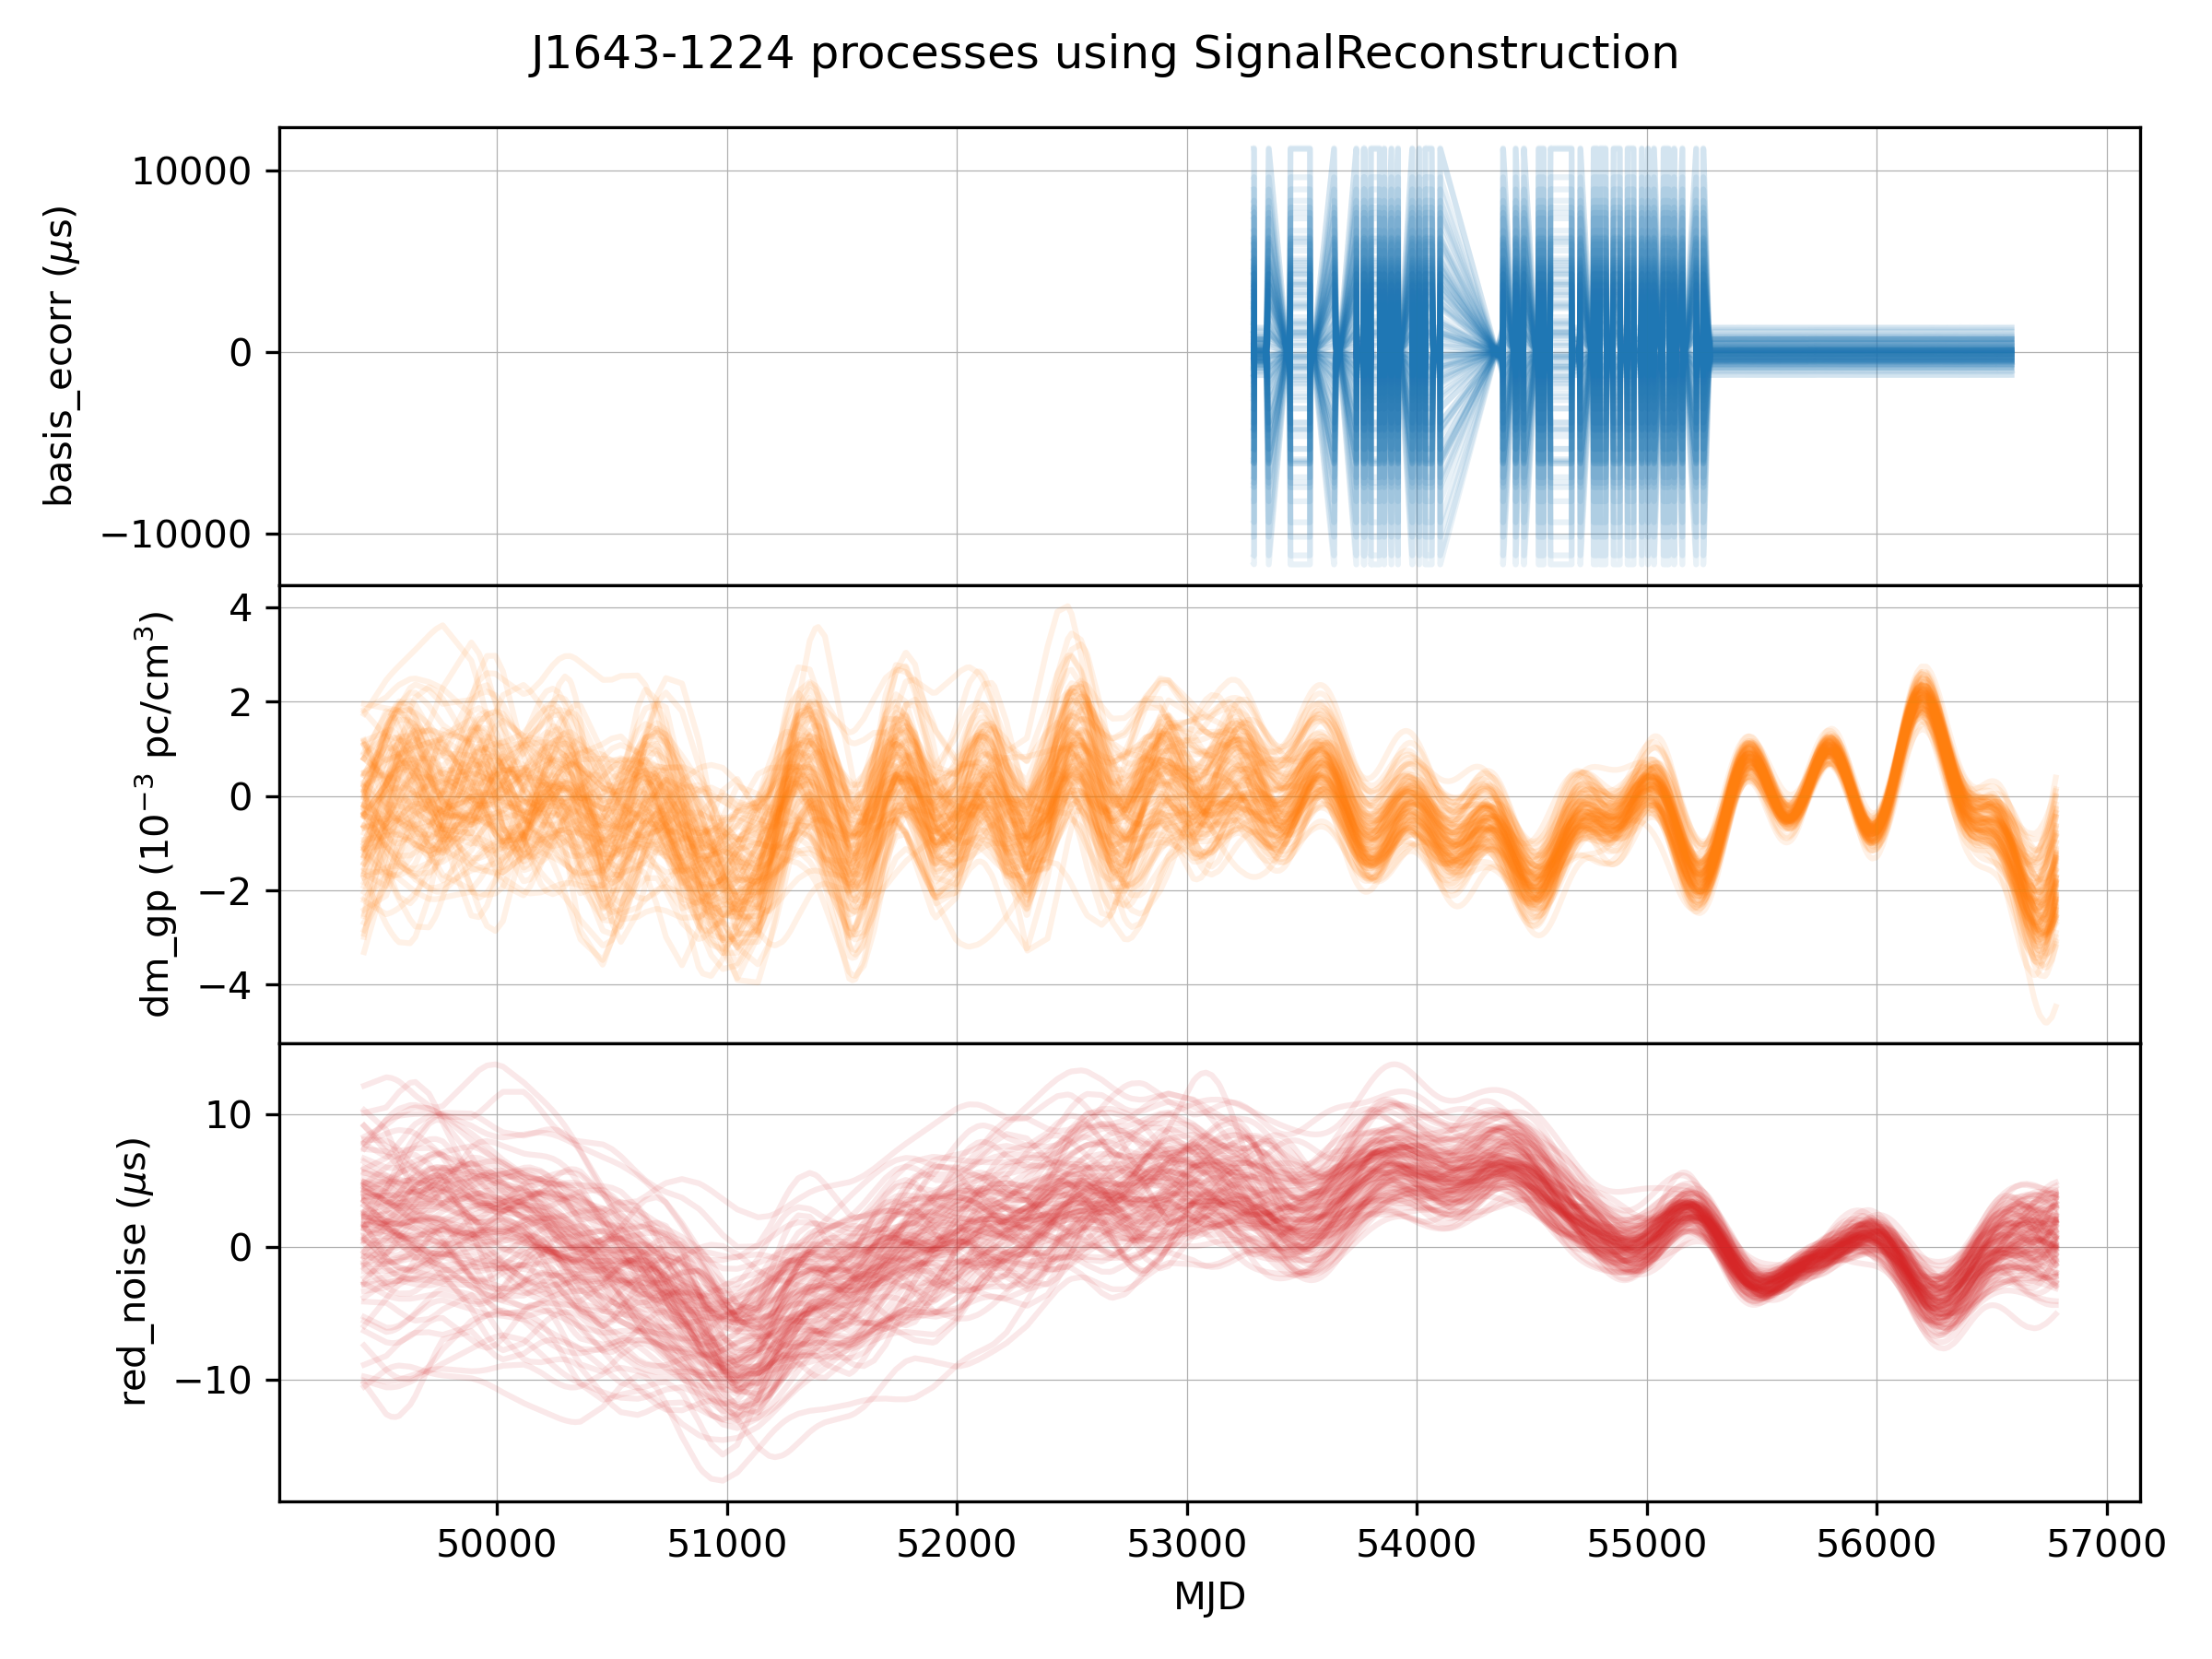 J1643-1224 processes using SignalReconstruction
basis_ecorr (μs)
10000
0
−10000
dm_gp (10⁻³ pc/cm³)
4
2
0
−2
−4
red_noise (μs)
10
0
−10
50000 51000 52000 53000 54000 55000 56000 57000
MJD